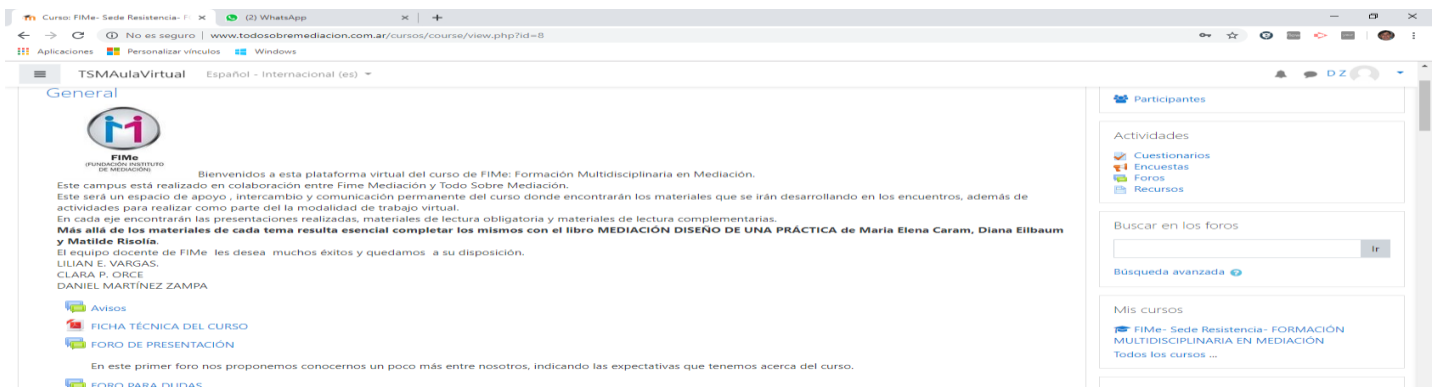 Curso: FIMe- Sede Resistencia- F
(2) WhatsApp
No es seguro | www.todosobremediacion.com.ar/cursos/course/view.php?id=8
Aplicaciones Personalizar vínculos Windows
TSMAulaVirtual Español - Internacional (es)
D Z
General
FIMe
(FUNDACIÓN INSTITUTO
DE MEDIACIÓN)
Bienvenidos a esta plataforma virtual del curso de FIMe: Formación Multidisciplinaria en Mediación.
Este campus está realizado en colaboración entre Fime Mediación y Todo Sobre Mediación.
Este será un espacio de apoyo , intercambio y comunicación permanente del curso donde encontrarán los materiales que se irán desarrollando en los encuentros, además de
actividades para realizar como parte del la modalidad de trabajo virtual.
En cada eje encontrarán las presentaciones realizadas, materiales de lectura obligatoria y materiales de lectura complementarias.
Más allá de los materiales de cada tema resulta esencial completar los mismos con el libro MEDIACIÓN DISEÑO DE UNA PRÁCTICA de Maria Elena Caram, Diana Eilbaum
y Matilde Risolía.
El equipo docente de FIMe les desea muchos éxitos y quedamos a su disposición.
LILIAN E. VARGAS.
CLARA P. ORCE
DANIEL MARTÍNEZ ZAMPA
Avisos
FICHA TÉCNICA DEL CURSO
FORO DE PRESENTACIÓN
En este primer foro nos proponemos conocernos un poco más entre nosotros, indicando las expectativas que tenemos acerca del curso.
FORO PARA DUDAS
Participantes
Actividades
Cuestionarios
Encuestas
Foros
Recursos
Buscar en los foros
Ir
Búsqueda avanzada
Mis cursos
FIMe- Sede Resistencia- FORMACIÓN
MULTIDISCIPLINARIA EN MEDIACIÓN
Todos los cursos ...